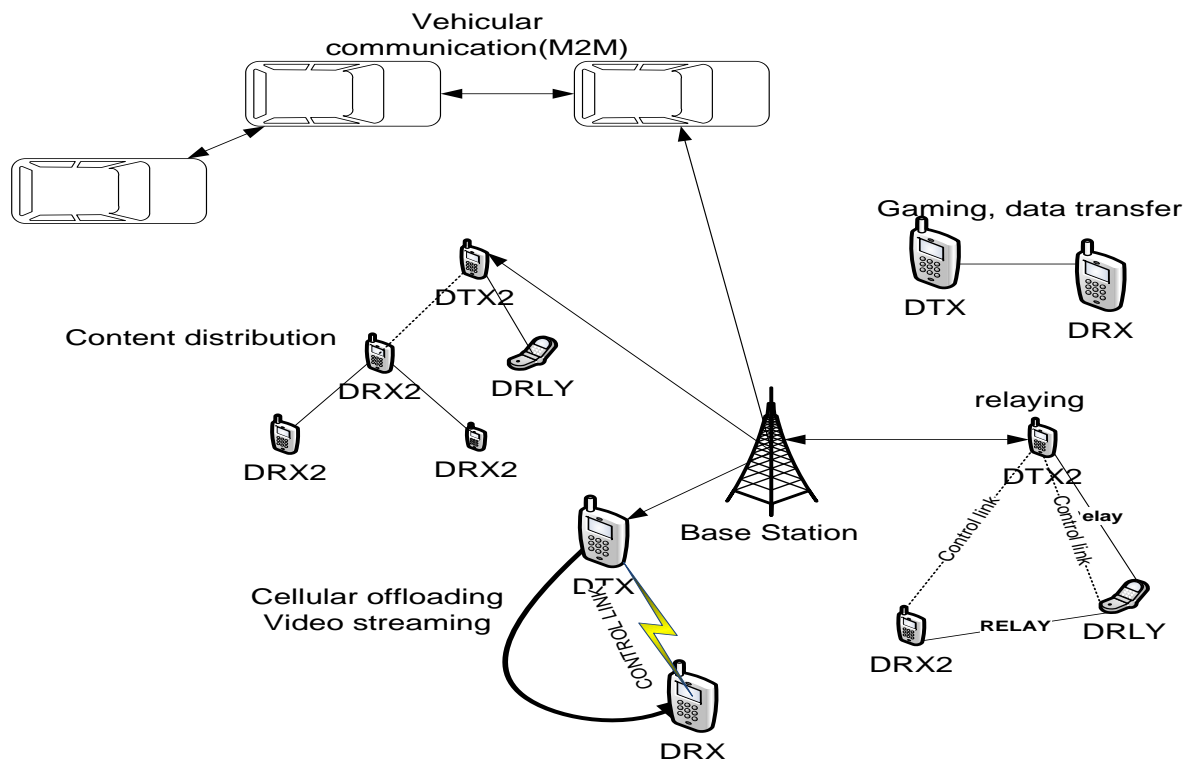 Vehicular
communication(M2M)
Gaming, data transfer
DTX
DRX
DTX2
Content distribution
DRX2
DRLY
DRX2
DRX2
relaying
DTX2
Control link
Control link
elay
RELAY
DRX2
DRLY
Base Station
DTX
Cellular offloading
Video streaming
CONTROL LINK
DRX